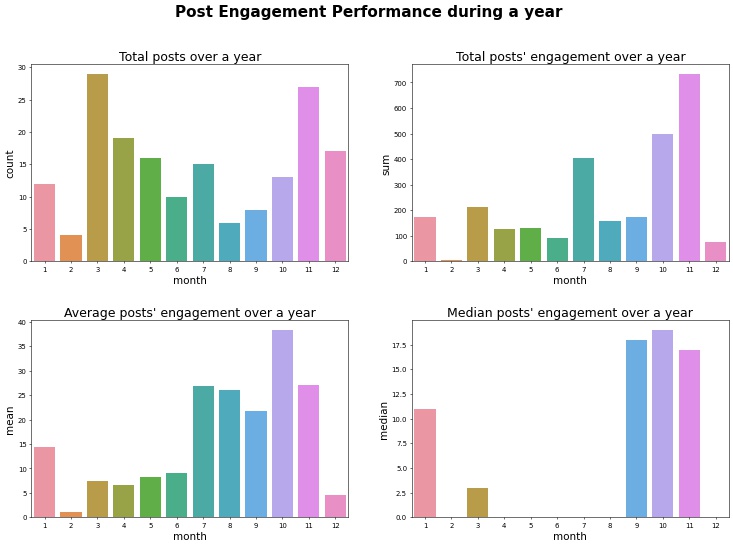 Post Engagement Performance during a year
Total posts over a year
30
25
20
15
10
5
0
count
1 2 3 4 5 6 7 8 9 10 11 12
month
Total posts' engagement over a year
700
600
500
400
300
200
100
0
sum
1 2 3 4 5 6 7 8 9 10 11 12
month
Average posts' engagement over a year
40
35
30
25
20
15
10
5
0
mean
1 2 3 4 5 6 7 8 9 10 11 12
month
Median posts' engagement over a year
17.5
15.0
12.5
10.0
7.5
5.0
2.5
0.0
median
1 2 3 4 5 6 7 8 9 10 11 12
month